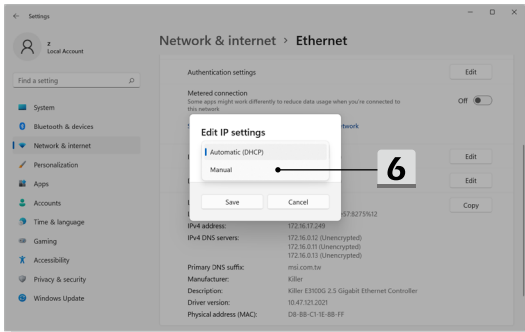 Settings
z
Local Account
Find a setting
System
Bluetooth & devices
Network & internet
Personalization
Apps
Accounts
Time & language
Gaming
Accessibility
Privacy & security
Windows Update
Network & internet > Ethernet
Authentication settings
Edit
Metered connection
Some apps might work differently to reduce data usage when you're connected to
this network
Off
Edit IP settings
Automatic (DHCP)
Manual
6
Save
Cancel
Edit
Edit
Copy
IPv4 address: 172.16.17.249
IPv4 DNS servers: 172.16.0.12 (Unencrypted)
172.16.0.11 (Unencrypted)
172.16.0.13 (Unencrypted)
Primary DNS suffix: msi.com.tw
Manufacturer: Killer
Description: Killer E3100G 2.5 Gigabit Ethernet Controller
Driver version: 10.47.121.2021
Physical address (MAC): D8-BB-C1-1E-8B-FF